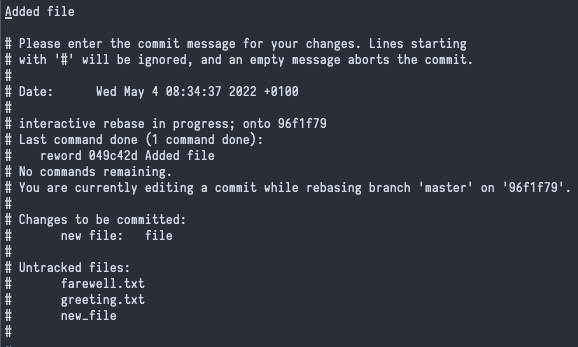 Added file
# Please enter the commit message for your changes. Lines starting
# with '#' will be ignored, and an empty message aborts the commit.
#
# Date:      Wed May 4 08:34:37 2022 +0100
#
# interactive rebase in progress; onto 96f1f79
# Last command done (1 command done):
#    reword 049c42d Added file
# No commands remaining.
# You are currently editing a commit while rebasing branch 'master' on '96f1f79'.
#
# Changes to be committed:
#       new file:   file
#
# Untracked files:
#       farewell.txt
#       greeting.txt
#       new_file
#